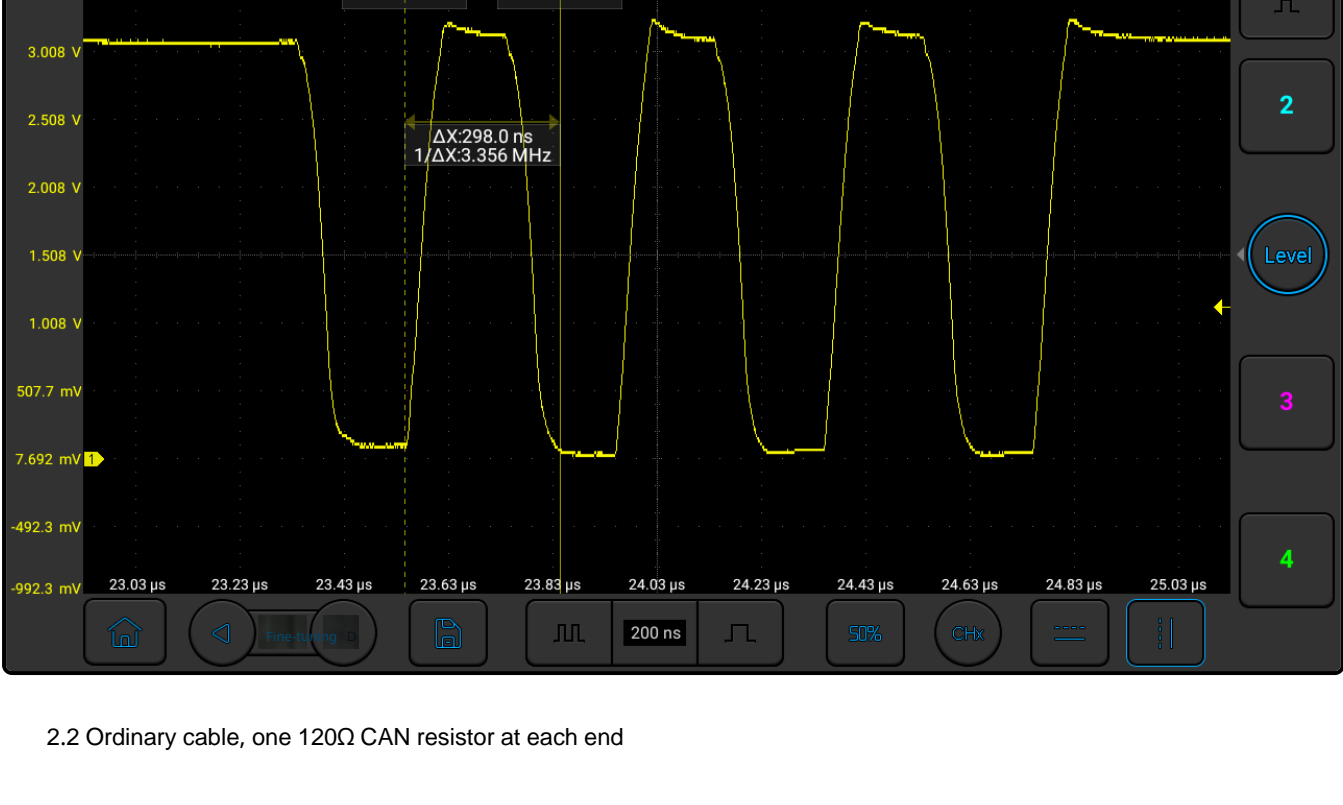 3.008 V
2.508 V
2.008 V
1.508 V
1.008 V
507.7 mV
7.692 mV
-492.3 mV
-992.3 mV
1
ΔX:298.0 ns
1/ΔX:3.356 MHz
23.03 µs 23.23 µs 23.43 µs 23.63 µs 23.83 µs 24.03 µs 24.23 µs 24.43 µs 24.63 µs 24.83 µs 25.03 µs
2
Level
3
4
Fine-tuning D 200 ns 50% CHx
2.2 Ordinary cable, one 120Ω CAN resistor at each end